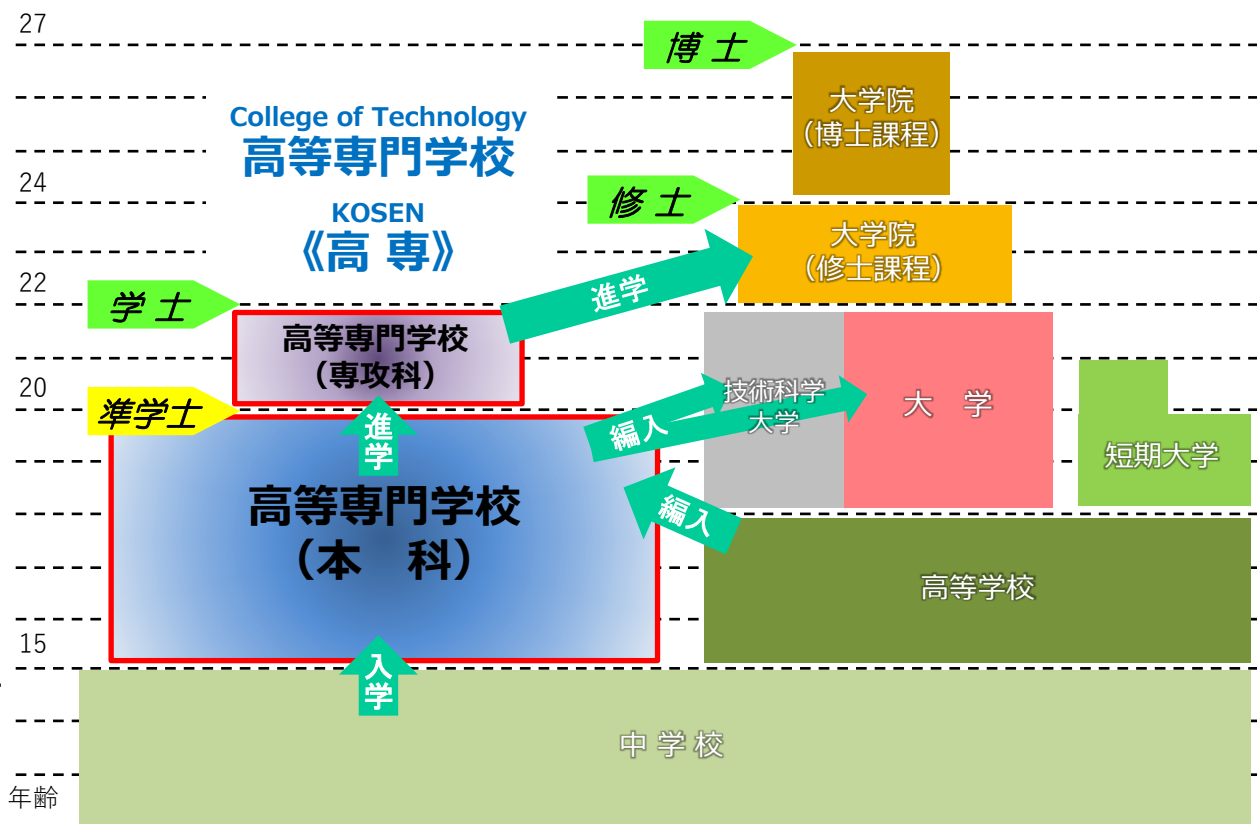 27
博 士
大学院
（博士課程）
College of Technology
高等専門学校
24
修 士
KOSEN
《高 専》
大学院
（修士課程）
進学
22
学 士
高等専門学校
（専攻科）
20
準学士
進学
編入
技術科学
大学
大 学
短期大学
高等専門学校
（本 科）
編入
高等学校
15
入学
中学校
年齢